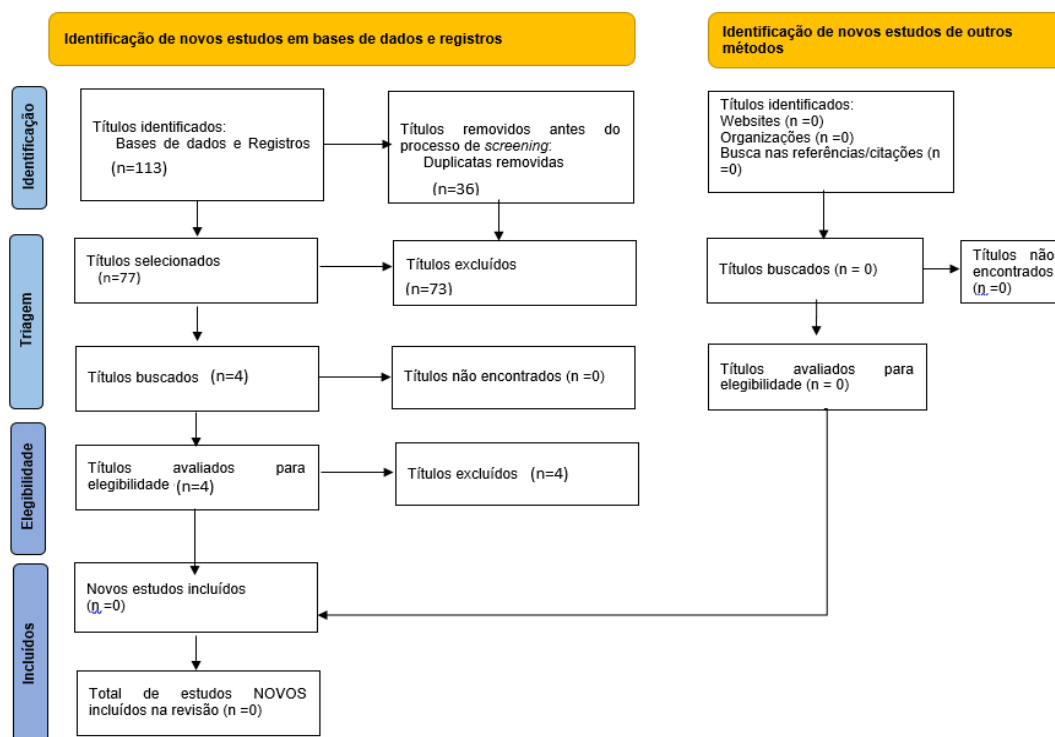 Identificação de novos estudos em bases de dados e registros
Identificação de novos estudos de outros
métodos
Identificação
Títulos identificados:
Bases de dados e Registros
(n=113)
Títulos removidos antes do
processo de screening:
Duplicatas removidas
(n=36)
Títulos identificados:
Websites (n =0)
Organizações (n =0)
Busca nas referências/citações (n
=0)
Triagem
Títulos selecionados
(n=77)
Títulos excluídos
(n=73)
Títulos buscados (n = 0)
Títulos não
encontrados
(n =0)
Títulos buscados (n=4)
Títulos não encontrados (n =0)
Títulos avaliados para
elegibilidade (n = 0)
Elegibilidade
Títulos avaliados para
elegibilidade (n=4)
Títulos excluídos (n=4)
Incluídos
Novos estudos incluídos
(n =0)
Total de estudos NOVOS
incluídos na revisão (n =0)